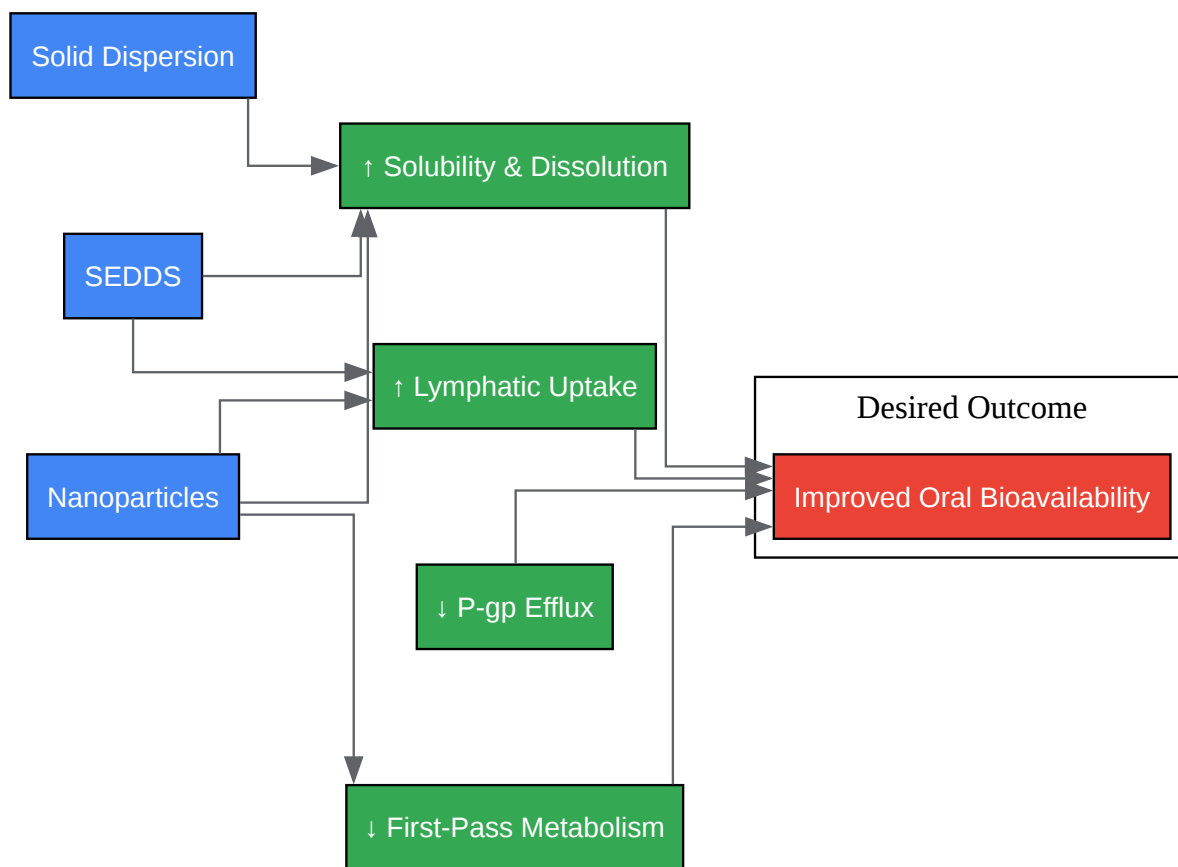 Solid Dispersion
↑ Solubility & Dissolution
SEDDS
↑ Lymphatic Uptake
Desired Outcome
Nanoparticles
Improved Oral Bioavailability
↓ P-gp Efflux
↓ First-Pass Metabolism